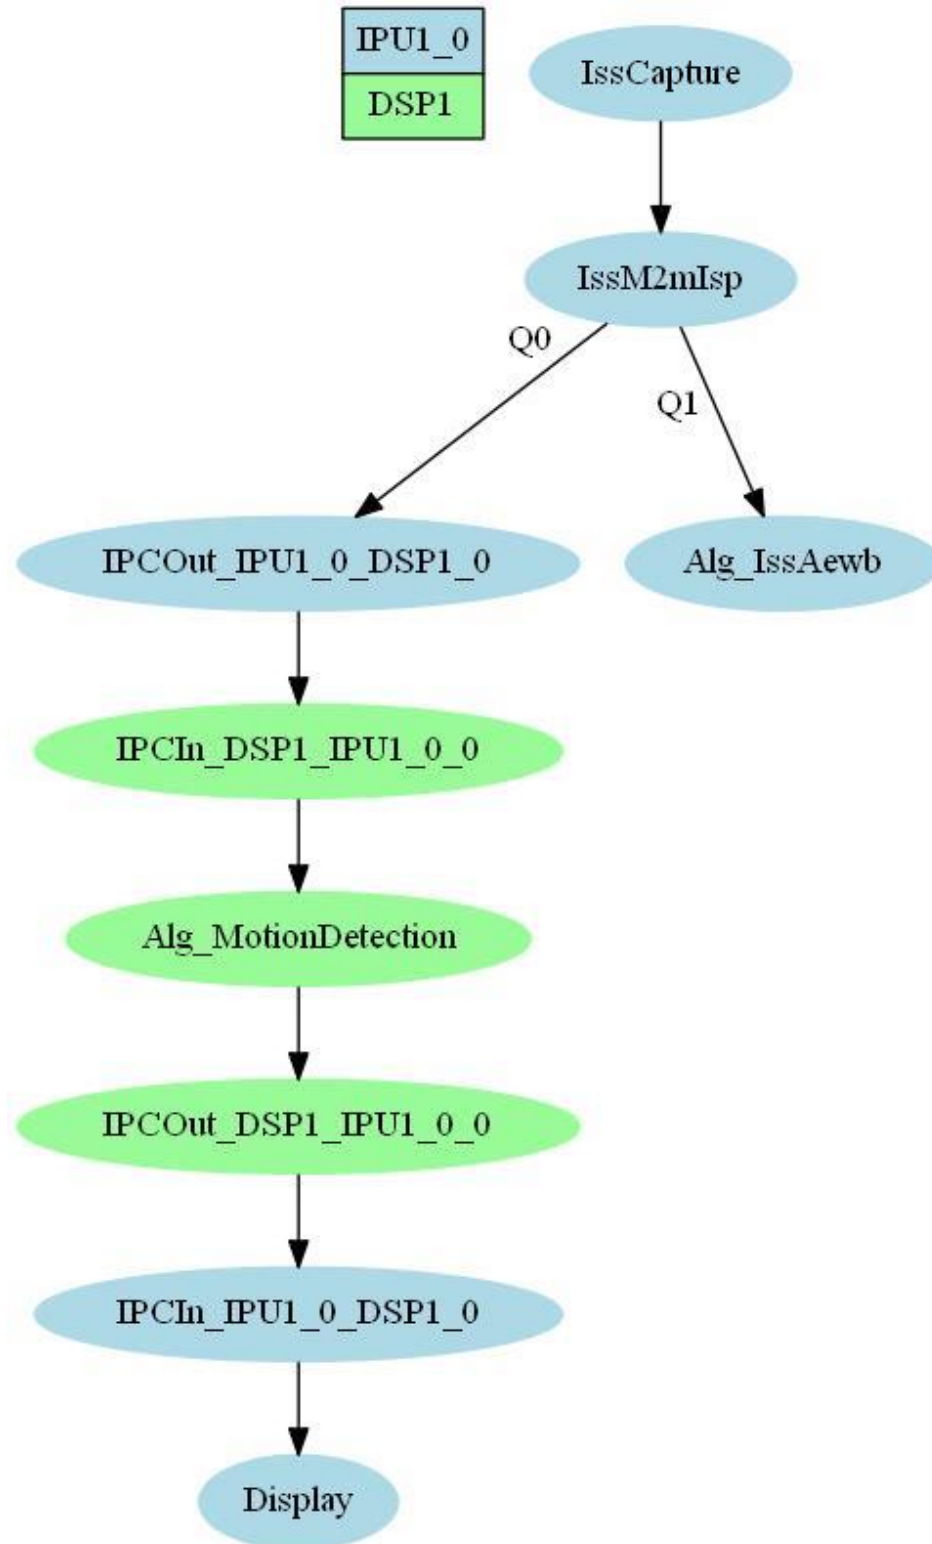 IPU1_0
DSP1
IssCapture
IssM2mIsp
Q0
Q1
IPCOut_IPU1_0_DSP1_0
Alg_IssAewb
IPCIn_DSP1_IPU1_0_0
Alg_MotionDetection
IPCOut_DSP1_IPU1_0_0
IPCIn_IPU1_0_DSP1_0
Display